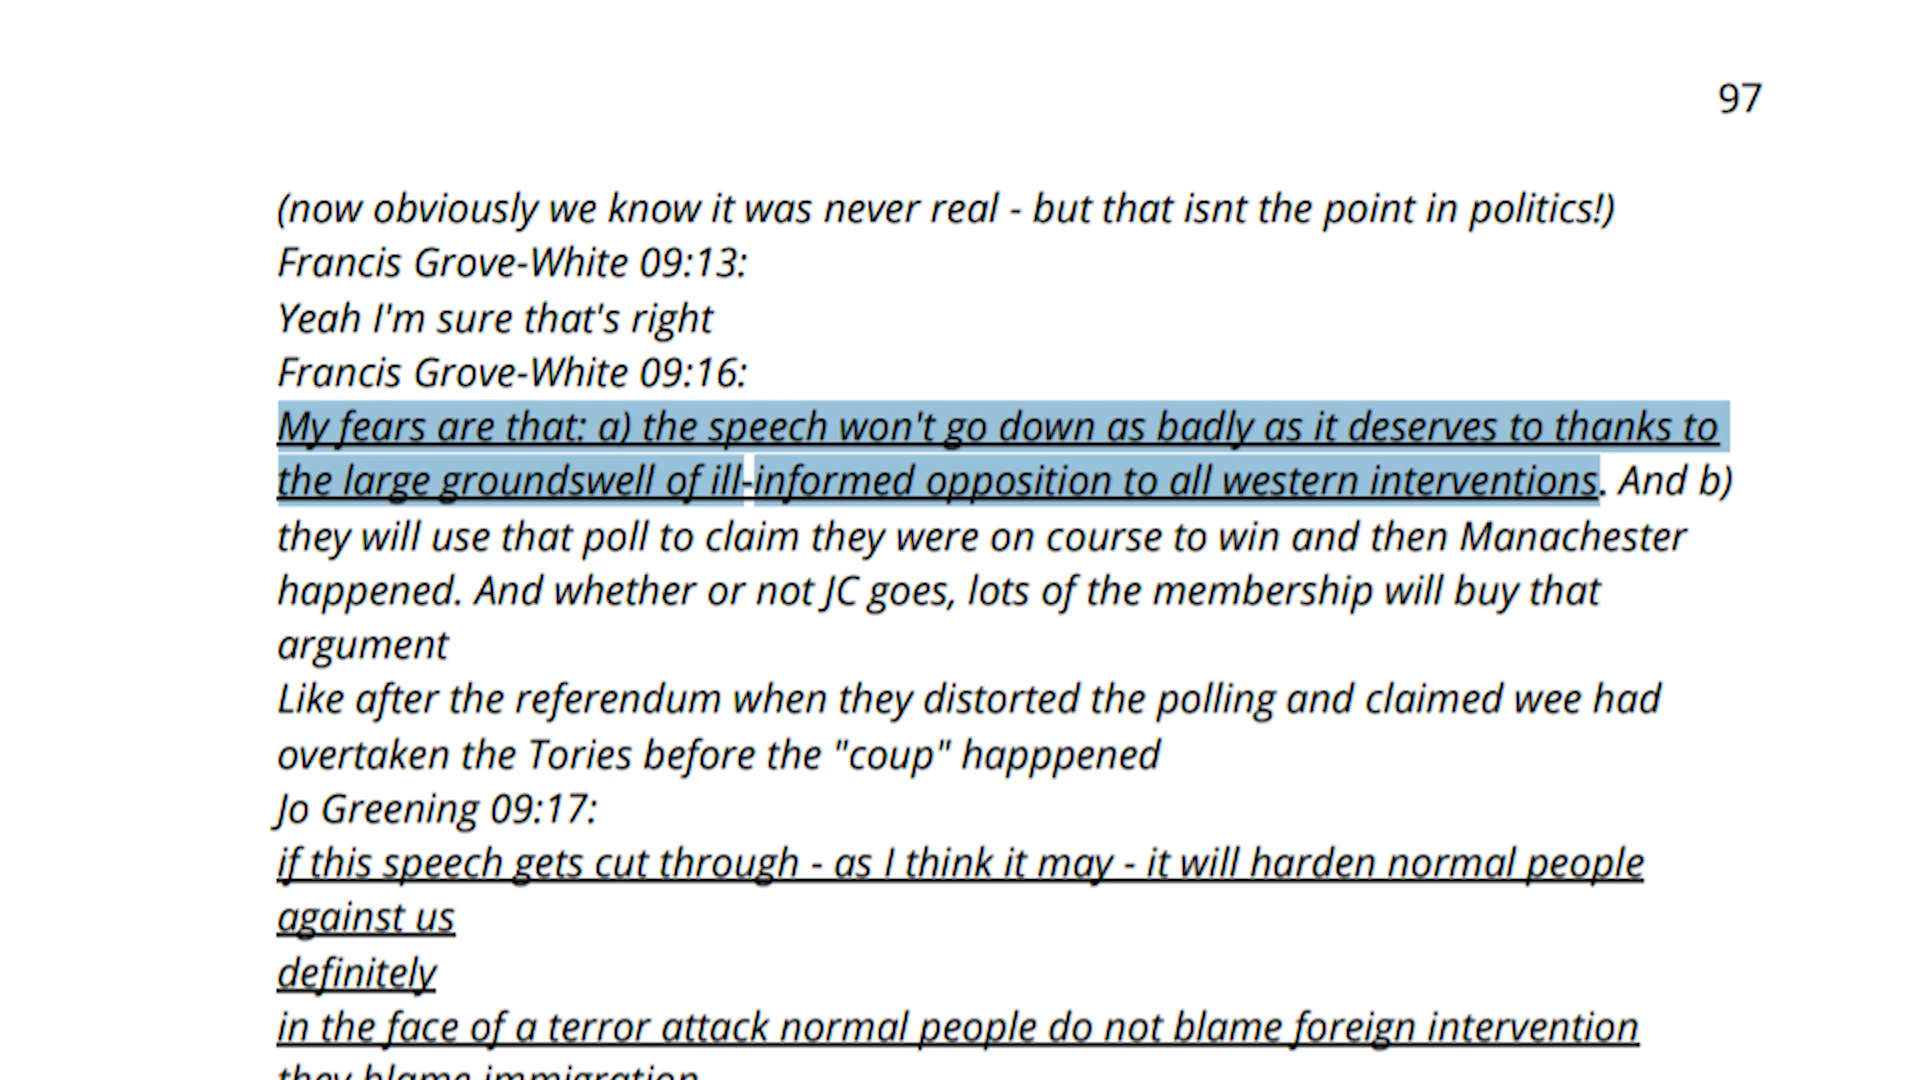 97
(now obviously we know it was never real - but that isnt the point in politics!)
Francis Grove-White 09:13:
Yeah I'm sure that's right
Francis Grove-White 09:16:
My fears are that: a) the speech won't go down as badly as it deserves to thanks to
the large groundswell of ill-informed opposition to all western interventions. And b)
they will use that poll to claim they were on course to win and then Manachester
happened. And whether or not JC goes, lots of the membership will buy that
argument
Like after the referendum when they distorted the polling and claimed wee had
overtaken the Tories before the "coup" happpened
Jo Greening 09:17:
if this speech gets cut through - as I think it may - it will harden normal people
against us
definitely
in the face of a terror attack normal people do not blame foreign intervention
they blame immigration